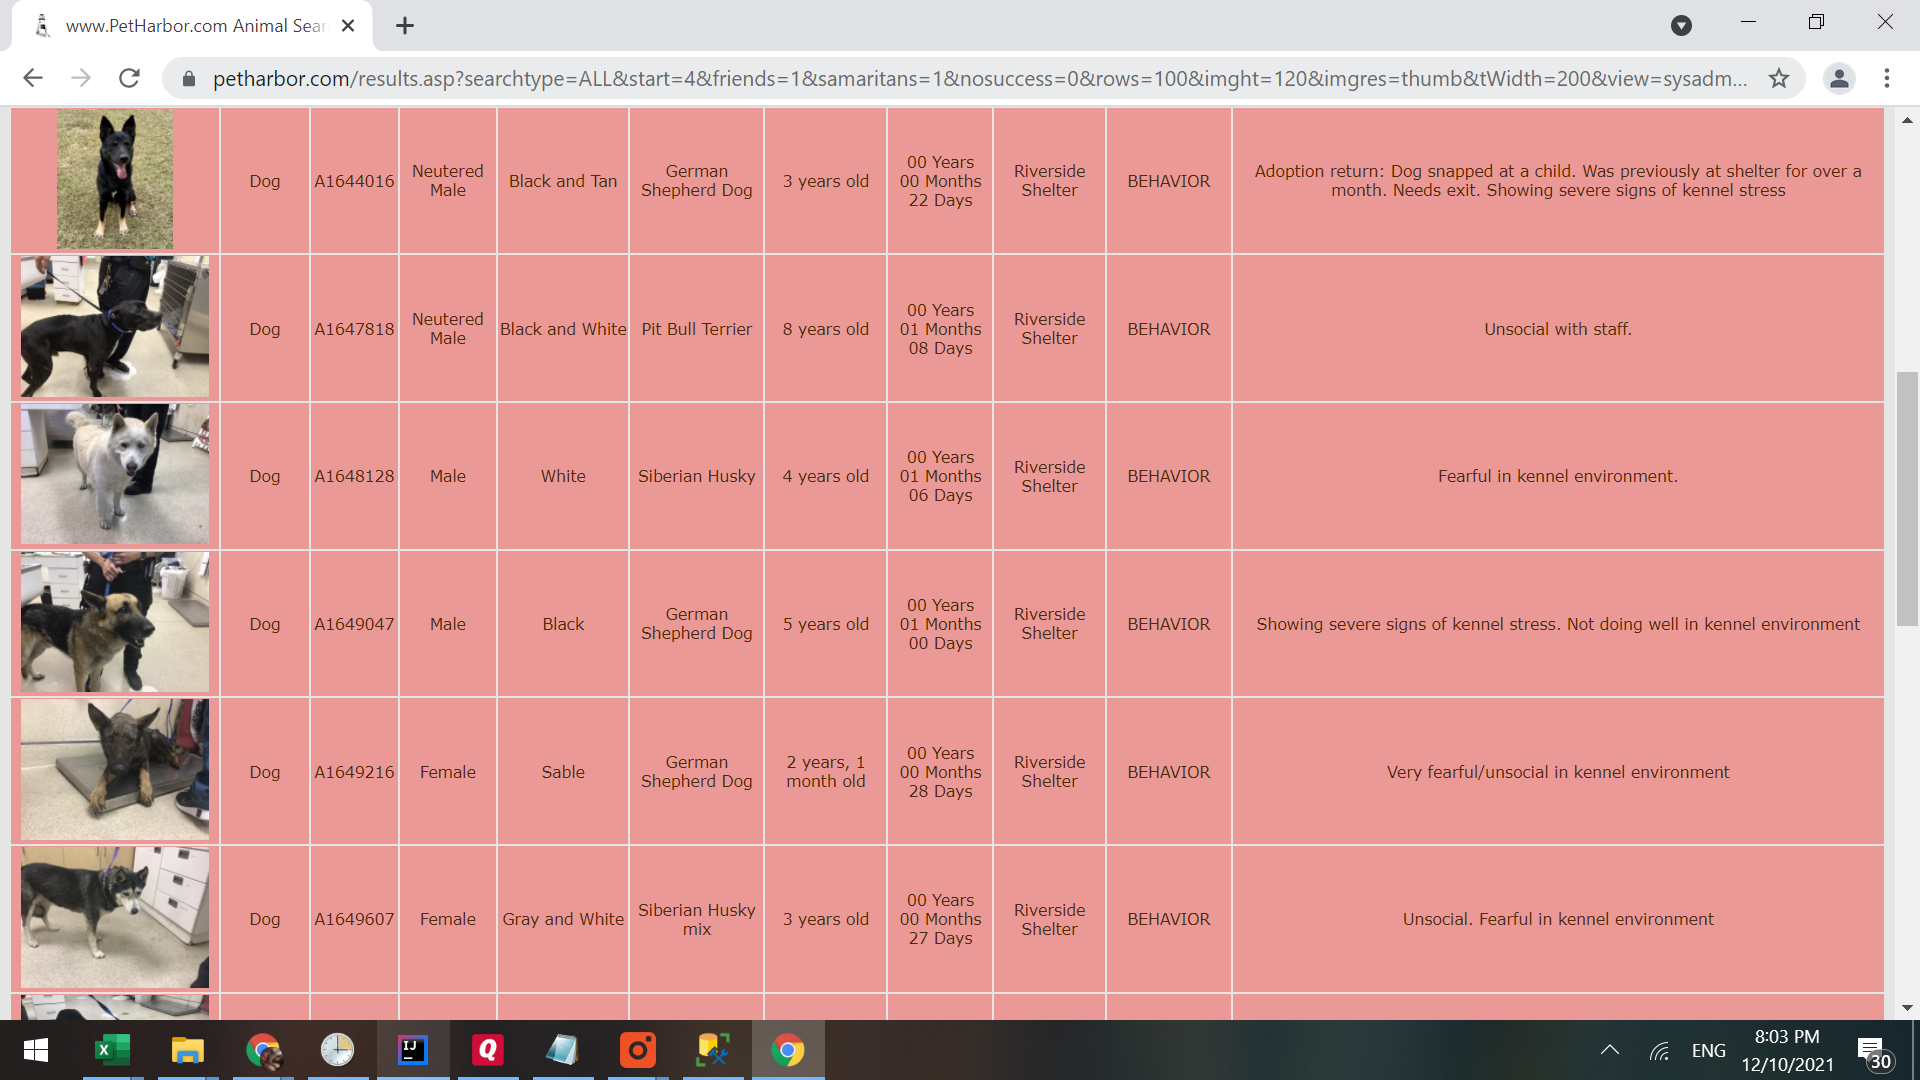 www.PetHarbor.com Animal Sear
petharbor.com/results.asp?searchtype=ALL&start=4&friends=1&samaritans=1&nosuccess=0&rows=100&imght=120&imgres=thumb&tWidth=200&view=sysadm...
Dog
A1644016
Neutered
Male
Black and Tan
German
Shepherd Dog
3 years old
00 Years
00 Months
22 Days
Riverside
Shelter
BEHAVIOR
Adoption return: Dog snapped at a child. Was previously at shelter for over a
month. Needs exit. Showing severe signs of kennel stress
Dog
A1647818
Neutered
Male
Black and White
Pit Bull Terrier
8 years old
00 Years
01 Months
08 Days
Riverside
Shelter
BEHAVIOR
Unsocial with staff.
Dog
A1648128
Male
White
Siberian Husky
4 years old
00 Years
01 Months
06 Days
Riverside
Shelter
BEHAVIOR
Fearful in kennel environment.
Dog
A1649047
Male
Black
German
Shepherd Dog
5 years old
00 Years
01 Months
00 Days
Riverside
Shelter
BEHAVIOR
Showing severe signs of kennel stress. Not doing well in kennel environment
Dog
A1649216
Female
Sable
German
Shepherd Dog
2 years, 1
month old
00 Years
00 Months
28 Days
Riverside
Shelter
BEHAVIOR
Very fearful/unsocial in kennel environment
Dog
A1649607
Female
Gray and White
Siberian Husky
mix
3 years old
00 Years
00 Months
27 Days
Riverside
Shelter
BEHAVIOR
Unsocial. Fearful in kennel environment
X
IJ
Q
ENG
8:03 PM
12/10/2021
30